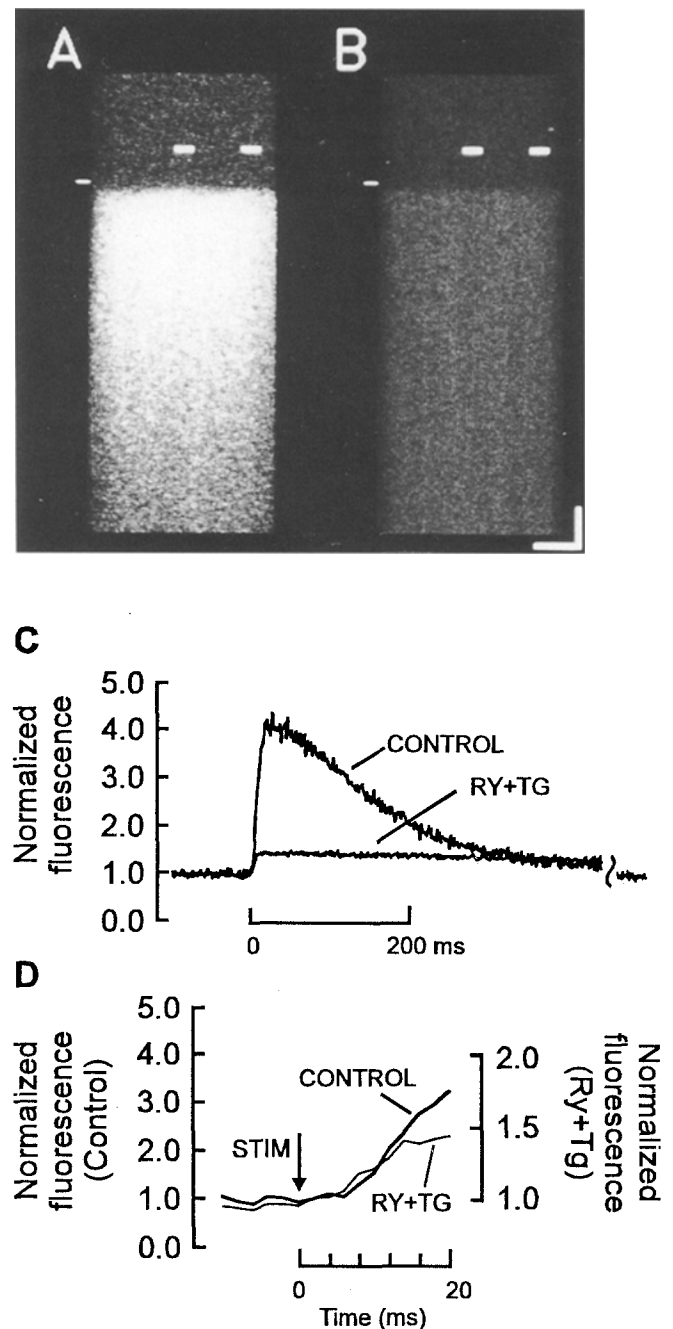 A
B
C
5.0
4.0
3.0
2.0
1.0
0.0
Normalized
fluorescence
CONTROL
RY+TG
0
200 ms
D
5.0
4.0
3.0
2.0
1.0
0.0
Normalized
fluorescence
(Control)
STIM
CONTROL
RY+TG
2.0
1.5
1.0
Normalized
fluorescence
(Ry+Tg)
0
20
Time (ms)